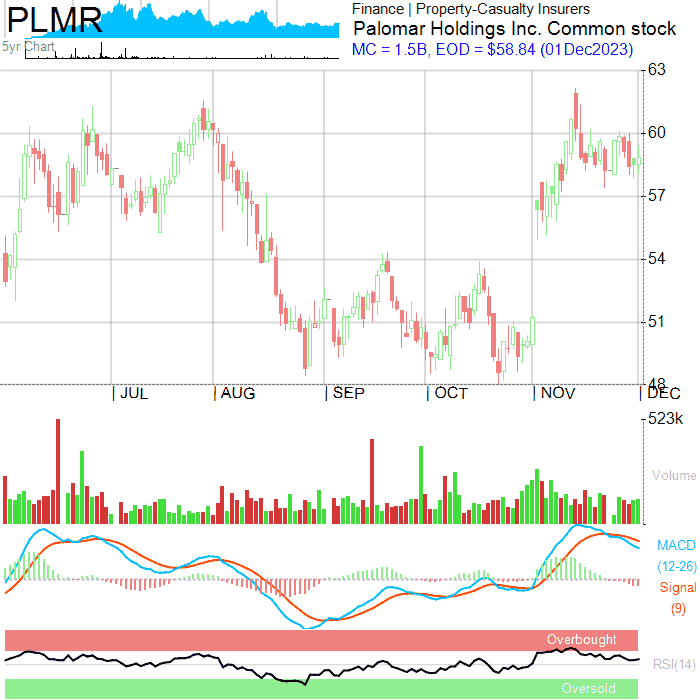 PLMR
5yr Chart
Finance | Property-Casualty Insurers
Palomar Holdings Inc. Common stock
MC = 1.5B, EOD = $58.84 (01Dec2023)
63
60
57
54
51
48
JUL AUG SEP OCT NOV DEC
523k
Volume
MACD
(12-26)
Signal
(9)
Overbought
RSI(14)
Oversold